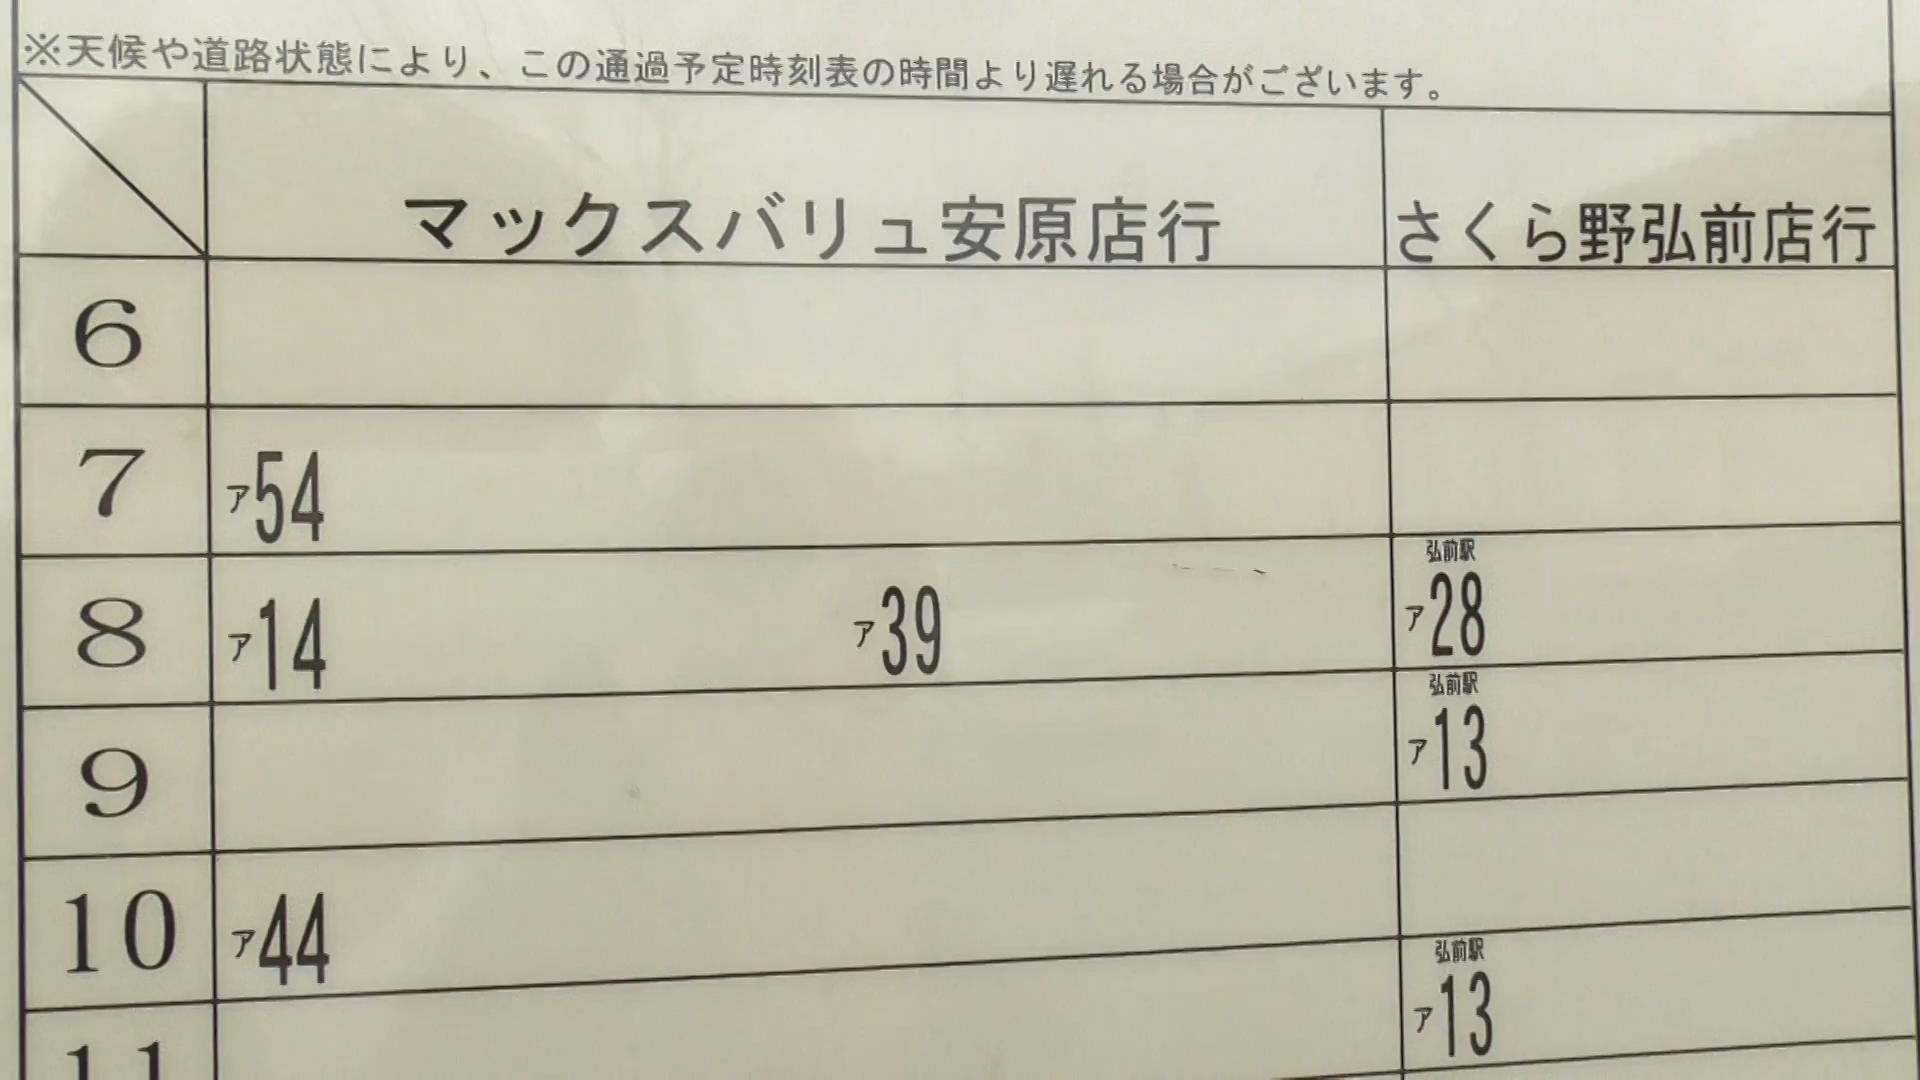 ※天候や道路状態により、この通過予定時刻表の時間より遅れる場合がございます。
マックスバリュ安原店行 さくら野弘前店行
6
7 ア54
弘前駅
8 ア14 ア39 ア28
弘前駅
9 ア13
10 ア44
弘前駅
11 ア13